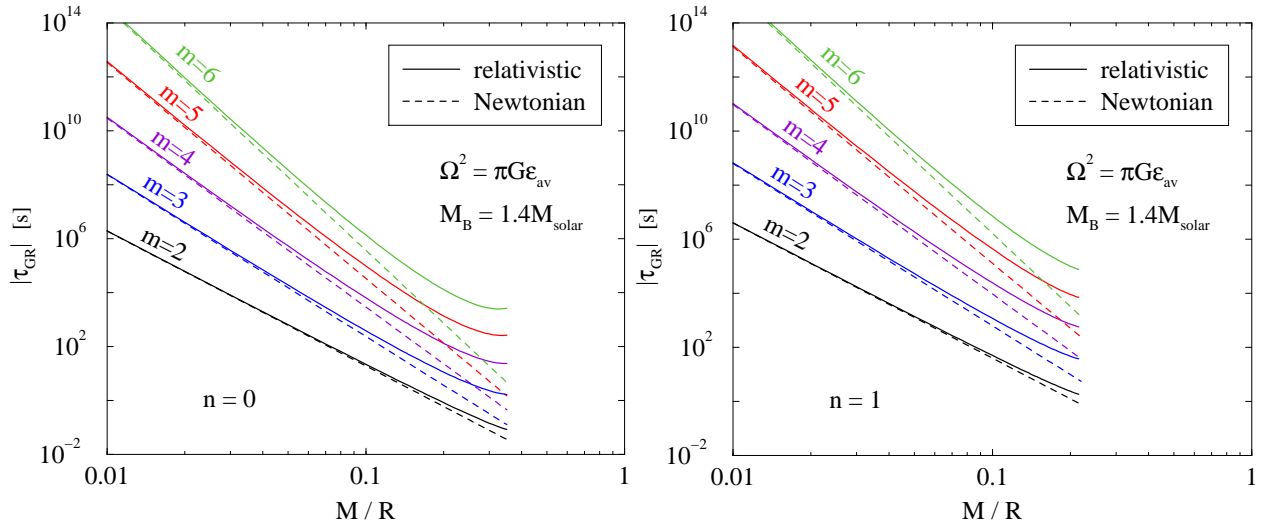 10^14
10^10
10^6
10^2
10^-2
|τ_GR| [s]
m=6
m=5
m=4
m=3
m=2
relativistic
Newtonian
Ω^2 = πGε_av
M_B = 1.4M_solar
n = 0
0.01
0.1
1
M / R
10^14
10^10
10^6
10^2
10^-2
|τ_GR| [s]
m=6
m=5
m=4
m=3
m=2
relativistic
Newtonian
Ω^2 = πGε_av
M_B = 1.4M_solar
n = 1
0.01
0.1
1
M / R